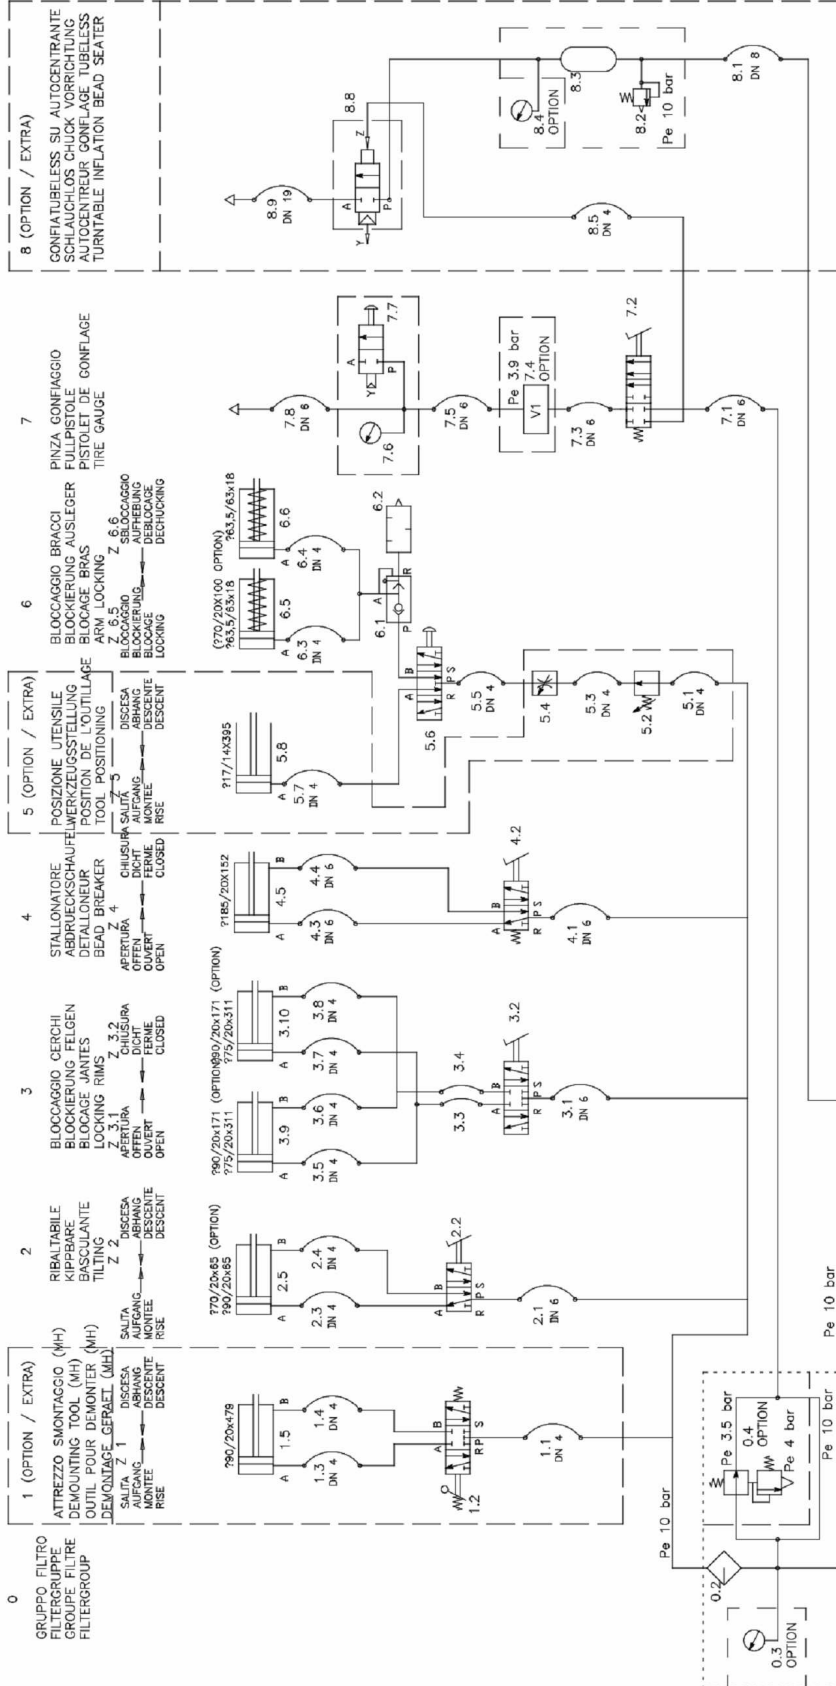 0
GRUPPO FILTRO
FILTERGRUPPE
GROUPE FILTRE
FILTERGROUP
1 (OPTION / EXTRA)
ATTREZZO SMONTAGGIO (MH)
DEMOUNTING TOOL (MH)
OUTIL POUR DEMONTER (MH)
DEMONTAGE GERAET (MH)
Z 1
SALITA DISCESA
AUFGANG ABHANG
MONTEE DESCENTE
RISE DESCENT
2
RIBALTABILE
KIPPBARE
BASCULANTE
TILTING
Z 2
SALITA DISCESA
AUFGANG ABHANG
MONTEE DESCENTE
RISE DESCENT
3
BLOCCAGGIO CERCHI
BLOCKIERUNG FELGEN
BLOCAGE JANTES
LOCKING RIMS
Z 3.1 Z 3.2
APERTURA CHIUSURA
OFFEN DICHT
OUVERT FERME
OPEN CLOSED
4
STALLONATORE
ABDRUECKSCHAUFEL
DETALLONEUR
BEAD BREAKER
Z 4
APERTURA CHIUSURA
OFFEN DICHT
OUVERT FERME
OPEN CLOSED
5 (OPTION / EXTRA)
POSIZIONE UTENSILE
WERKZEUGSSTELLUNG
POSITION DE L'OUTILLAGE
TOOL POSITIONING
Z 5
SALITA DISCESA
AUFGANG ABHANG
MONTEE DESCENTE
RISE DESCENT
6
BLOCCAGGIO BRACCI
BLOCKIERUNG AUSLEGER
BLOCAGE BRAS
ARM LOCKING
Z 6.5 Z 6.6
BLOCCAGGIO SBLOCCAGGIO
BLOCKIERUNG AUFHEBUNG
BLOCAGE DEBLOCAGE
LOCKING DECHUCKING
7
PINZA GONFIAGGIO
FULLPISTOLE
PISTOLET DE GONFLAGE
TIRE GAUGE
8 (OPTION / EXTRA)
GONFIATUBELESS SU AUTOCENTRANTE
SCHLAUCHLOS CHUCK VORRICHTUNG
AUTOCENTREUR GONFLAGE TUBELESS
TURNTABLE INFLATION BEAD SEATER
?90/20x479
A 1.5 B
1.3 DN 4
1.4 DN 4
A B
R P S
1.2
1.1 DN 4
?70/20x65 (OPTION)
?90/20x65
A 2.5 B
2.3 DN 4
2.4 DN 4
A B
R P S
2.2
2.1 DN 6
?90/20x171 (OPTION)
?75/20x311
A 3.9 B
3.5 DN 4
3.6 DN 4
?90/20x171 (OPTION)
?75/20x311
A 3.10 B
3.7 DN 4
3.8 DN 4
3.3
3.4
A B
R P S
3.2
3.1 DN 6
?185/20X152
A 4.5 B
4.3 DN 6
4.4 DN 6
A B
R P S
4.2
4.1 DN 6
?17/14X395
A 5.8
5.7 DN 4
A B
R P S
5.6
5.5 DN 4
5.4
5.3 DN 4
5.2
5.1 DN 4
(?70/20X100 OPTION)
?63,5/63x18
A 6.5
6.3 DN 4
?63,5/63x18
A 6.6
6.4 DN 4
A
P R
6.1
6.2
7.8 DN 6
7.6
A
Y P
7.7
7.5 DN 6
Pe 3.9 bar
7.4
OPTION
V1
7.3 DN 6
7.2
7.1 DN 6
8.9 DN 19
8.8
A
Y Z
P
8.4
OPTION
8.3
8.2
Pe 10 bar
8.5 DN 4
8.1 DN 8
0.2
0.3
OPTION
Pe 10 bar
Pe 3.5 bar
0.4
OPTION
Pe 4 bar
Pe 10 bar
Pe 10 bar